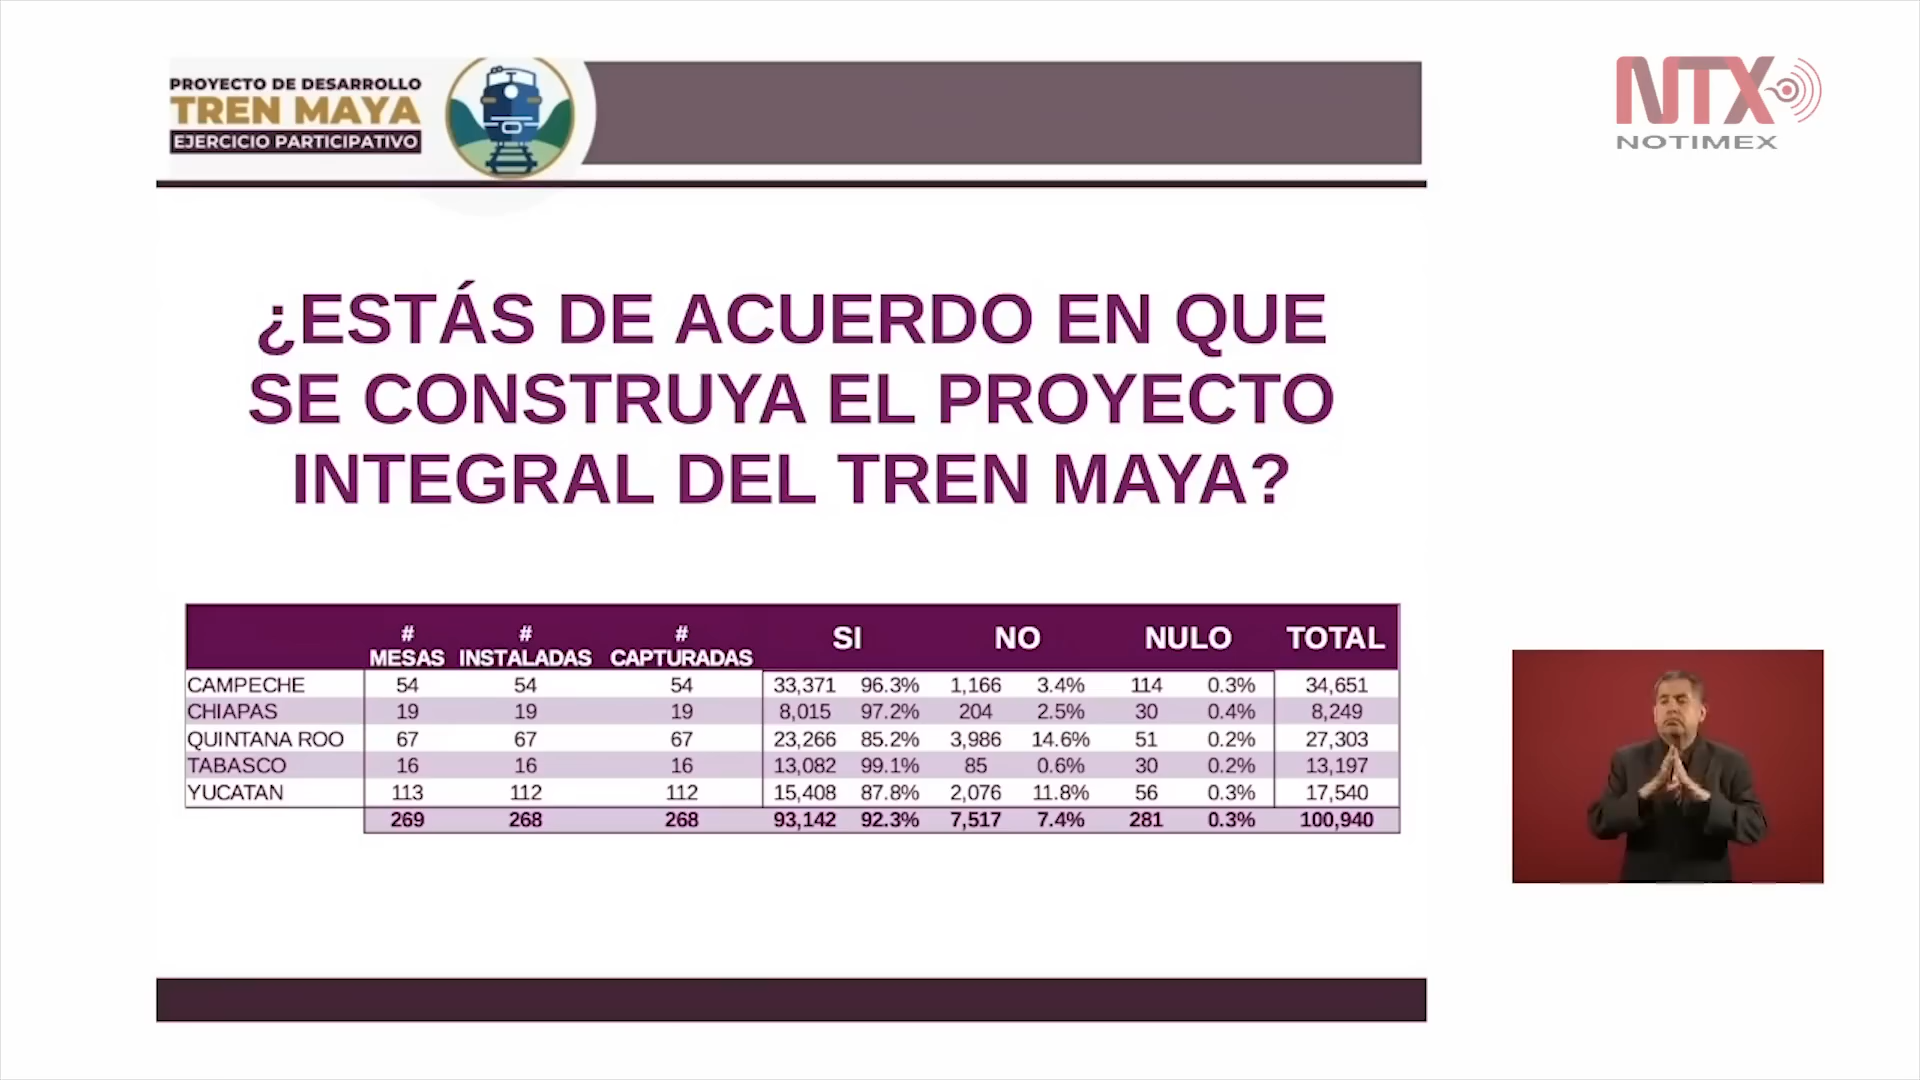 PROYECTO DE DESARROLLO
TREN MAYA
EJERCICIO PARTICIPATIVO
NTX
NOTIMEX
¿ESTÁS DE ACUERDO EN QUE
SE CONSTRUYA EL PROYECTO
INTEGRAL DEL TREN MAYA?
# MESAS # INSTALADAS # CAPTURADAS SI NO NULO TOTAL
CAMPECHE 54 54 54 33,371 96.3% 1,166 3.4% 114 0.3% 34,651
CHIAPAS 19 19 19 8,015 97.2% 204 2.5% 30 0.4% 8,249
QUINTANA ROO 67 67 67 23,266 85.2% 3,986 14.6% 51 0.2% 27,303
TABASCO 16 16 16 13,082 99.1% 85 0.6% 30 0.2% 13,197
YUCATAN 113 112 112 15,408 87.8% 2,076 11.8% 56 0.3% 17,540
269 268 268 93,142 92.3% 7,517 7.4% 281 0.3% 100,940